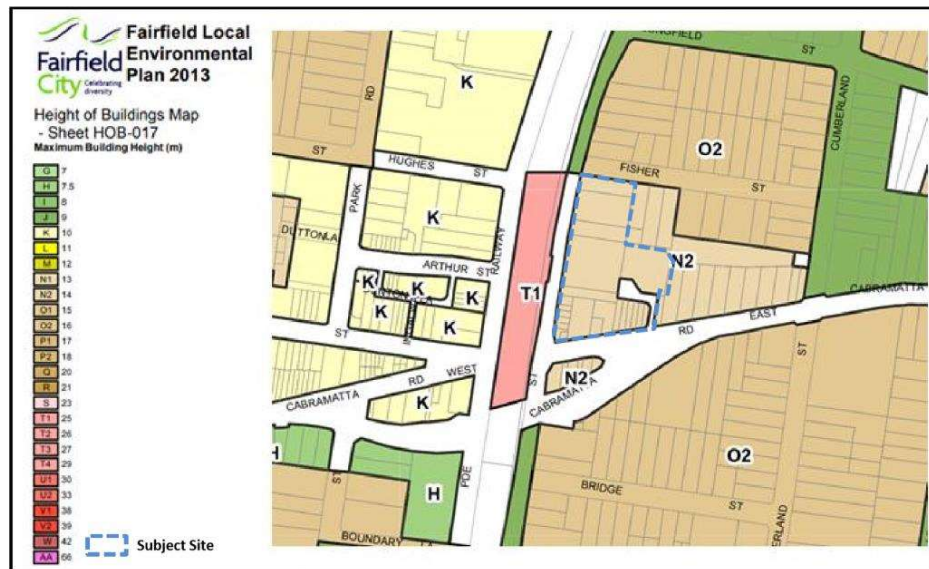 Fairfield Local
Environmental
Plan 2013
Fairfield
City Celebrating diversity
Height of Buildings Map
- Sheet HOB-017
Maximum Building Height (m)
G 7
H 7.5
I 8
J 9
K 10
L 11
M 12
N1 13
N2 14
O1 15
O2 16
P1 17
P2 18
Q 20
R 21
S 23
T1 25
T2 26
T3 27
T4 29
U1 30
U2 33
V1 38
V2 39
W 42
AA 66
Subject Site
ST
RD
K
ST
CUMBERLAND
O2
HUGHES
ST
FISHER
ST
PARK
K
DUTTON LA
RAILWAY
ARTHUR ST
K
K
K
K
K
T1
N2
CABRAMATTA
EAST
RD
ST
ST
WEST
RD
CABRAMATTA
K
N2
ST
CABRAMATTA
O2
H
ST
H
PDE
BRIDGE
ST
BOUNDARY LA